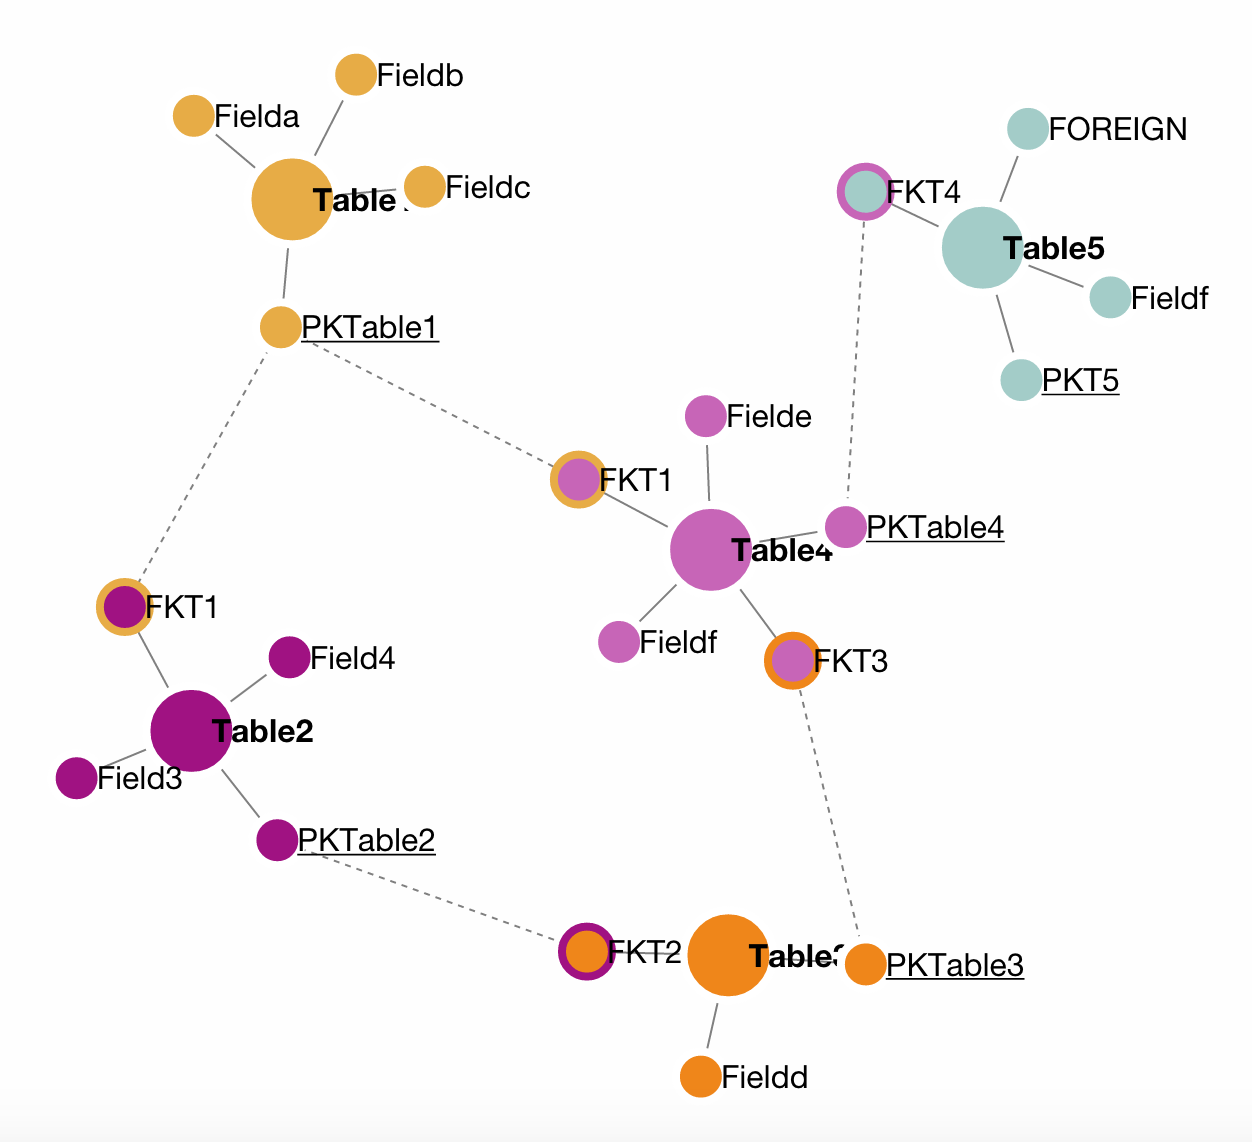 Fieldb
Fielda
FOREIGN
Fieldc
FKT4
Table
Table5
Fieldf
PKTable1
PKT5
Fielde
FKT1
PKTable4
Table4
FKT1
Fieldf
Field4
FKT3
Table2
Field3
PKTable2
FKT2
Table3
PKTable3
Fieldd